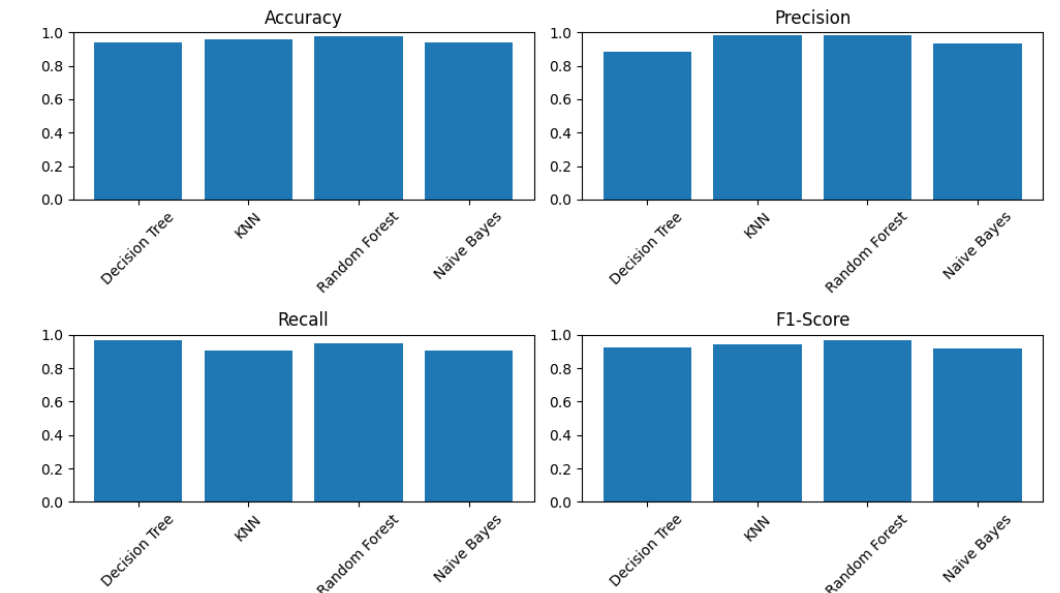 Accuracy
1.0
0.8
0.6
0.4
0.2
0.0
Decision Tree
KNN
Random Forest
Naive Bayes
Precision
1.0
0.8
0.6
0.4
0.2
0.0
Decision Tree
KNN
Random Forest
Naive Bayes
Recall
1.0
0.8
0.6
0.4
0.2
0.0
Decision Tree
KNN
Random Forest
Naive Bayes
F1-Score
1.0
0.8
0.6
0.4
0.2
0.0
Decision Tree
KNN
Random Forest
Naive Bayes